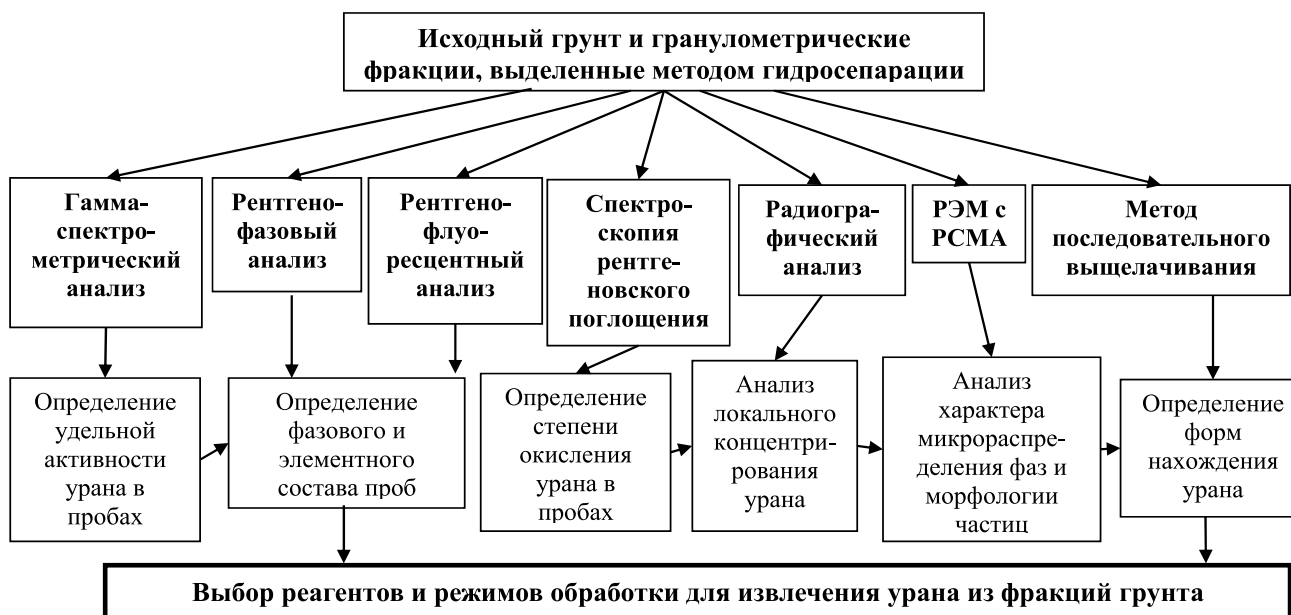 Исходный грунт и гранулометрические
фракции, выделенные методом гидросепарации
Гамма-
спектро-
метрический
анализ
Рентгено-
фазовый
анализ
Рентгено-
флуо-
ресцентный
анализ
Спектро-
скопия
рентге-
новского
поглощения
Радиогра-
фический
анализ
РЭМ с
РСМА
Метод
последовательного
выщелачивания
Определение
удельной
активности
урана в
пробах
Определение
фазового и
элементного
состава проб
Определение
степени
окисления
урана в
пробах
Анализ
локального
концентри-
рования
урана
Анализ
характера
микрораспре-
деления фаз и
морфологии
частиц
Определение
форм
нахождения
урана
Выбор реагентов и режимов обработки для извлечения урана из фракций грунта